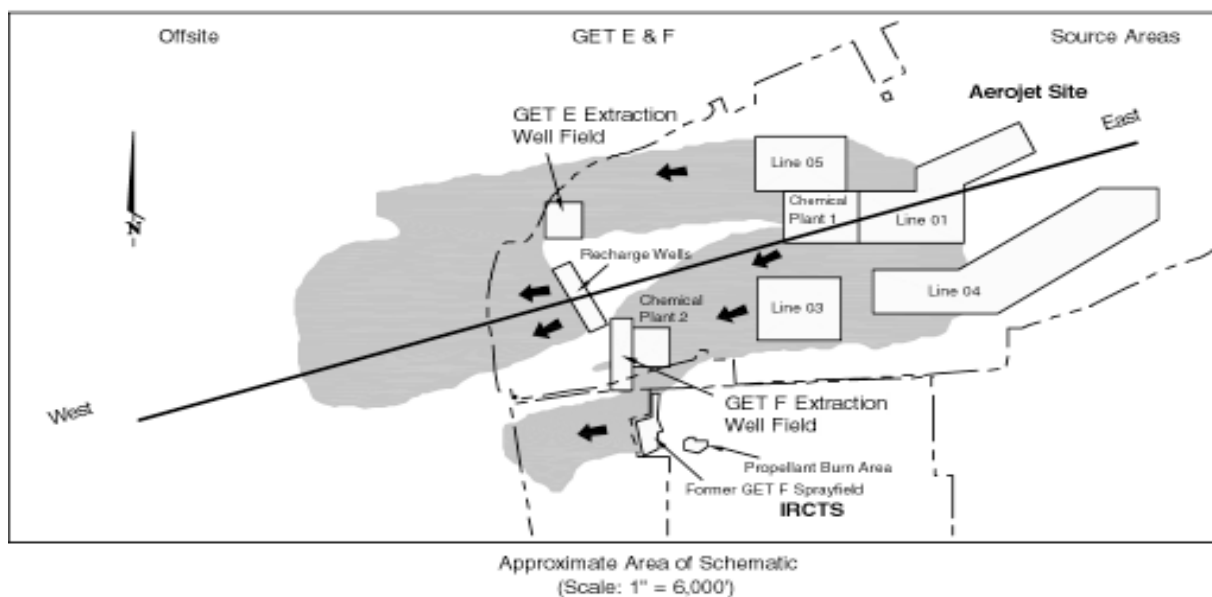 Offsite
GET E & F
Source Areas
Aerojet Site
East
GET E Extraction
Well Field
Line 05
Chemical
Plant 1
Line 01
Recharge Wells
Line 04
Chemical
Plant 2
Line 03
N
West
GET F Extraction
Well Field
Propellant Burn Area
Former GET F Sprayfield
IRCTS
Approximate Area of Schematic
(Scale: 1" = 6,000')